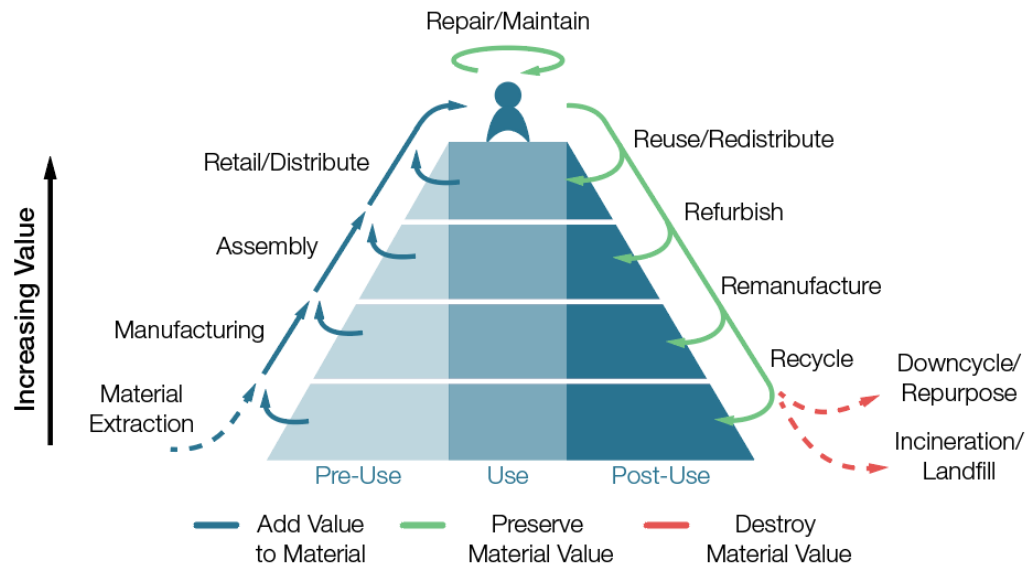 Repair/Maintain
Retail/Distribute
Reuse/Redistribute
Assembly
Refurbish
Manufacturing
Remanufacture
Material
Extraction
Recycle
Downcycle/
Repurpose
Incineration/
Landfill
Increasing Value
Pre-Use
Use
Post-Use
Add Value
to Material
Preserve
Material Value
Destroy
Material Value